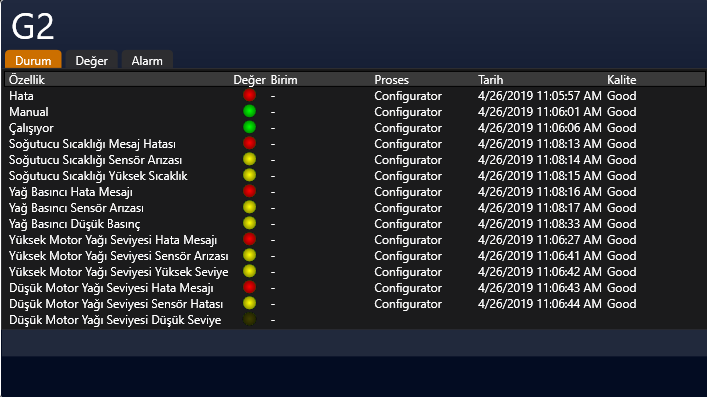 G2
Durum Değer Alarm
Özellik Değer Birim Proses Tarih Kalite
Hata - Configurator 4/26/2019 11:05:57 AM Good
Manual - Configurator 4/26/2019 11:06:01 AM Good
Çalışıyor - Configurator 4/26/2019 11:06:06 AM Good
Soğutucu Sıcaklığı Mesaj Hatası - Configurator 4/26/2019 11:08:13 AM Good
Soğutucu Sıcaklığı Sensör Arızası - Configurator 4/26/2019 11:08:14 AM Good
Soğutucu Sıcaklığı Yüksek Sıcaklık - Configurator 4/26/2019 11:08:15 AM Good
Yağ Basıncı Hata Mesajı - Configurator 4/26/2019 11:08:16 AM Good
Yağ Basıncı Sensör Arızası - Configurator 4/26/2019 11:08:17 AM Good
Yağ Basıncı Düşük Basınç - Configurator 4/26/2019 11:08:33 AM Good
Yüksek Motor Yağı Seviyesi Hata Mesajı - Configurator 4/26/2019 11:06:27 AM Good
Yüksek Motor Yağı Seviyesi Sensör Arızası - Configurator 4/26/2019 11:06:41 AM Good
Yüksek Motor Yağı Seviyesi Yüksek Seviye - Configurator 4/26/2019 11:06:42 AM Good
Düşük Motor Yağı Seviyesi Hata Mesajı - Configurator 4/26/2019 11:06:43 AM Good
Düşük Motor Yağı Seviyesi Sensör Hatası - Configurator 4/26/2019 11:06:44 AM Good
Düşük Motor Yağı Seviyesi Düşük Seviye -